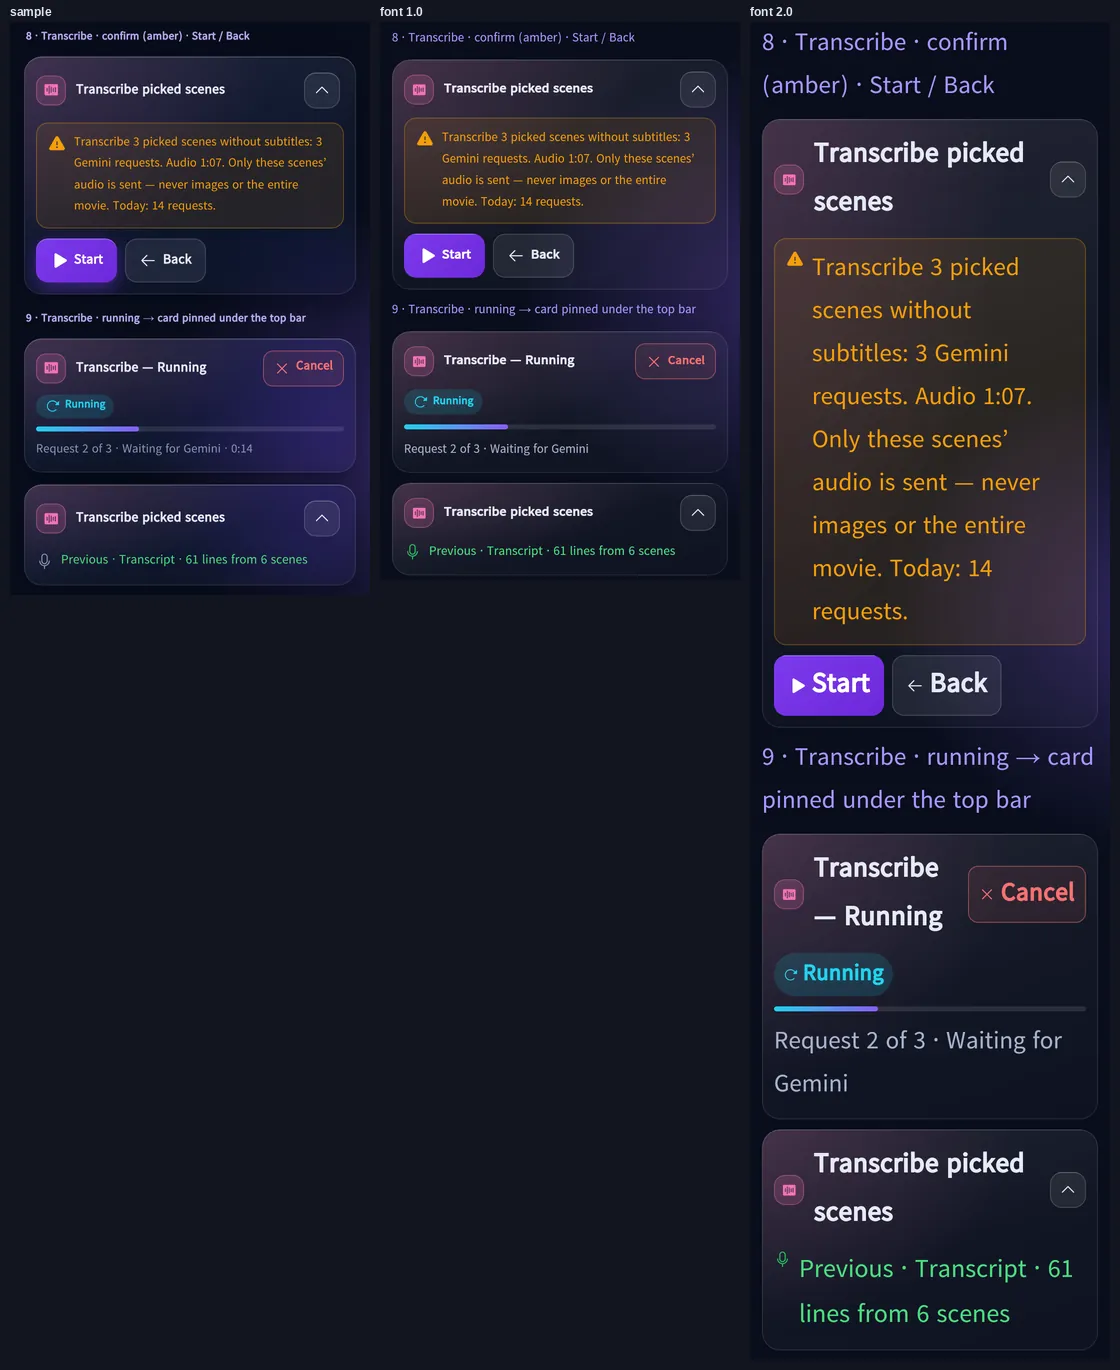 sample
8 · Transcribe · confirm (amber) · Start / Back
Transcribe picked scenes
Transcribe 3 picked scenes without subtitles: 3
Gemini requests. Audio 1:07. Only these scenes’
audio is sent — never images or the entire
movie. Today: 14 requests.
Start
Back
9 · Transcribe · running → card pinned under the top bar
Transcribe — Running
Cancel
Running
Request 2 of 3 · Waiting for Gemini · 0:14
Transcribe picked scenes
Previous · Transcript · 61 lines from 6 scenes
font 1.0
8 · Transcribe · confirm (amber) · Start / Back
Transcribe picked scenes
Transcribe 3 picked scenes without subtitles: 3
Gemini requests. Audio 1:07. Only these scenes’
audio is sent — never images or the entire
movie. Today: 14 requests.
Start
Back
9 · Transcribe · running → card pinned under the top bar
Transcribe — Running
Cancel
Running
Request 2 of 3 · Waiting for Gemini
Transcribe picked scenes
Previous · Transcript · 61 lines from 6 scenes
font 2.0
8 · Transcribe · confirm
(amber) · Start / Back
Transcribe picked
scenes
Transcribe 3 picked
scenes without
subtitles: 3 Gemini
requests. Audio 1:07.
Only these scenes’
audio is sent — never
images or the entire
movie. Today: 14
requests.
Start
Back
9 · Transcribe · running → card
pinned under the top bar
Transcribe
— Running
Cancel
Running
Request 2 of 3 · Waiting for
Gemini
Transcribe picked
scenes
Previous · Transcript · 61
lines from 6 scenes